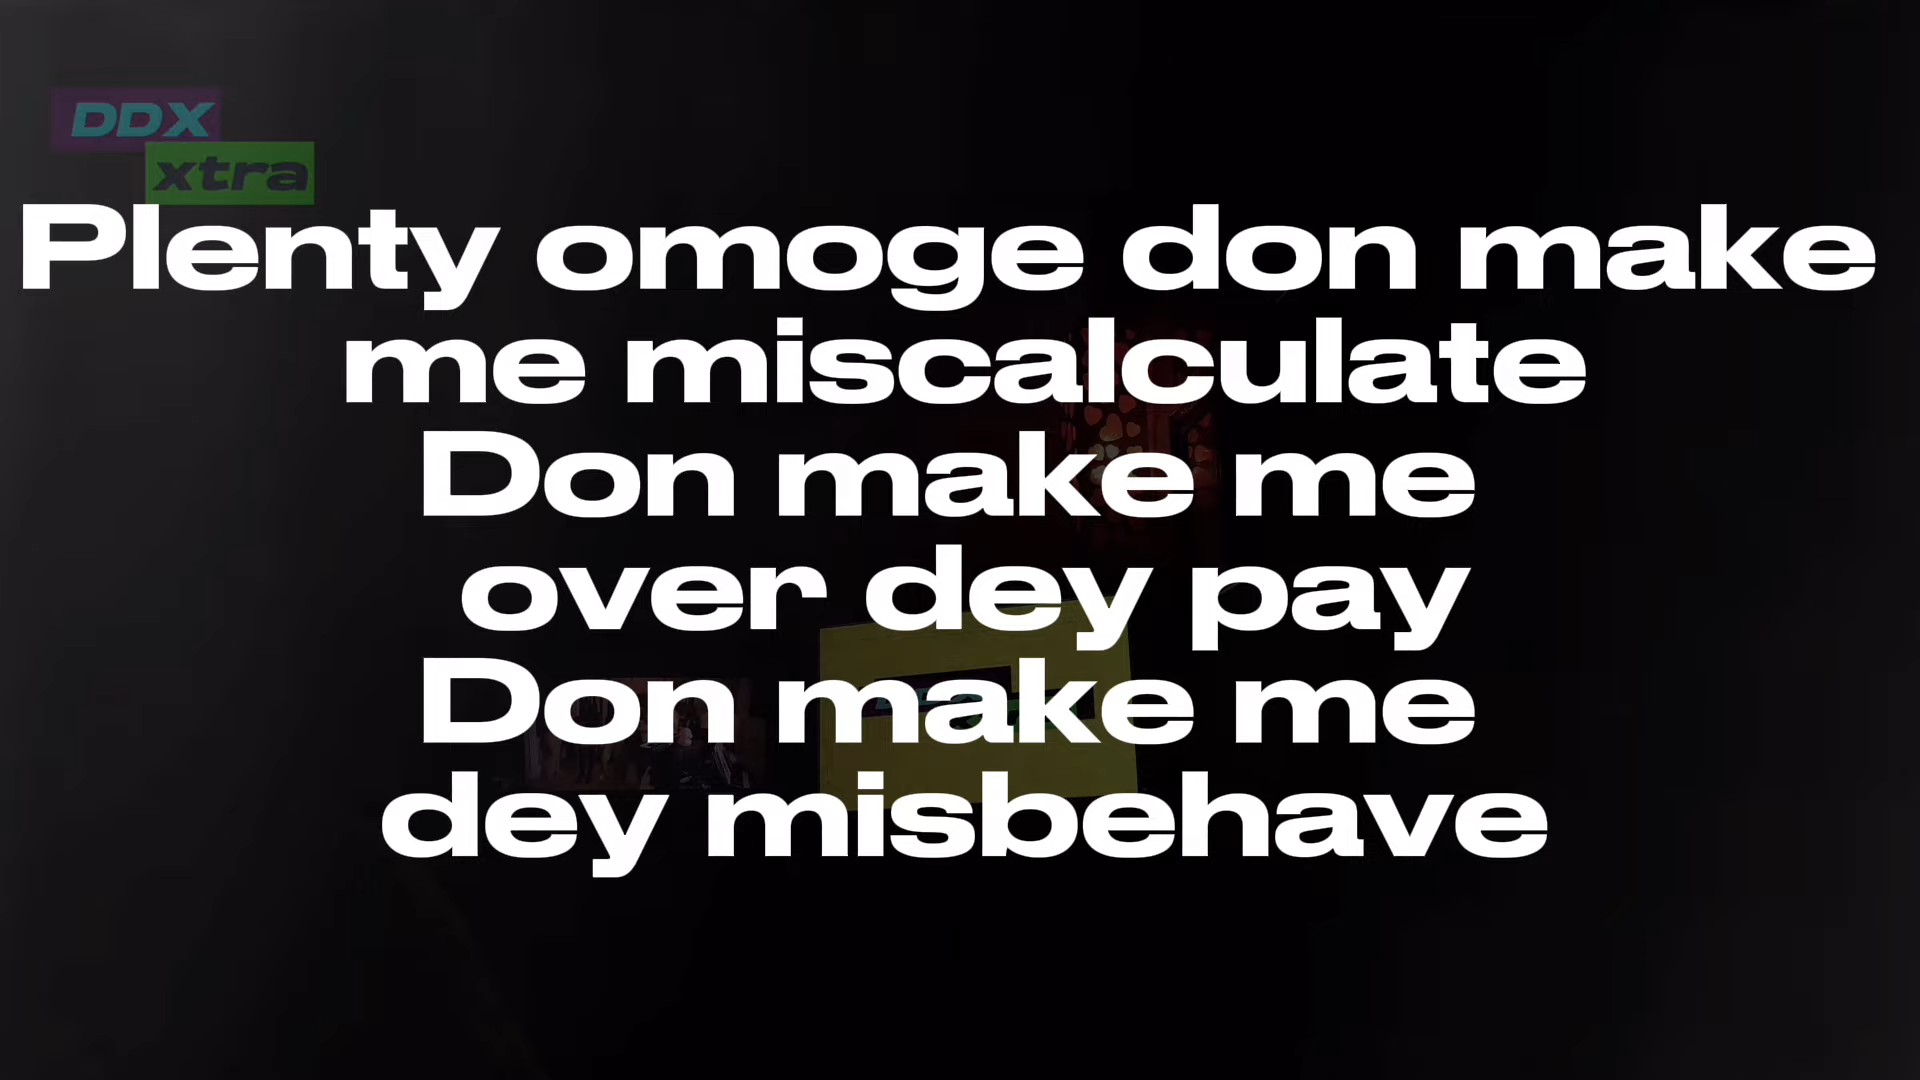 DDX
xtra
Plenty omoge don make
me miscalculate
Don make me
over dey pay
Don make me
dey misbehave